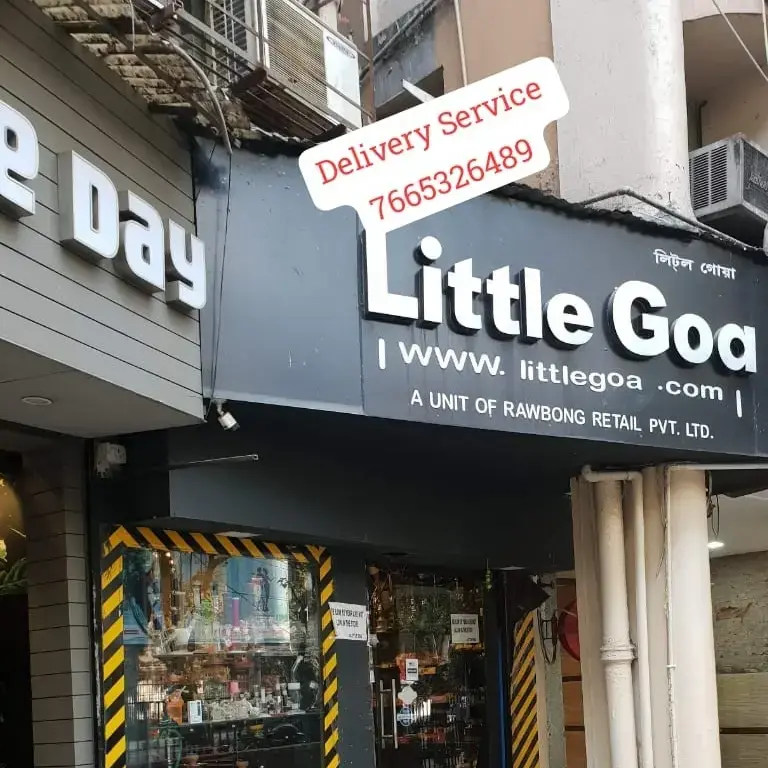 e Day
Delivery Service
7665326489
লিট্ল গোয়া
Little Goa
| www. littlegoa .com |
A UNIT OF RAWBONG RETAIL PVT. LTD.